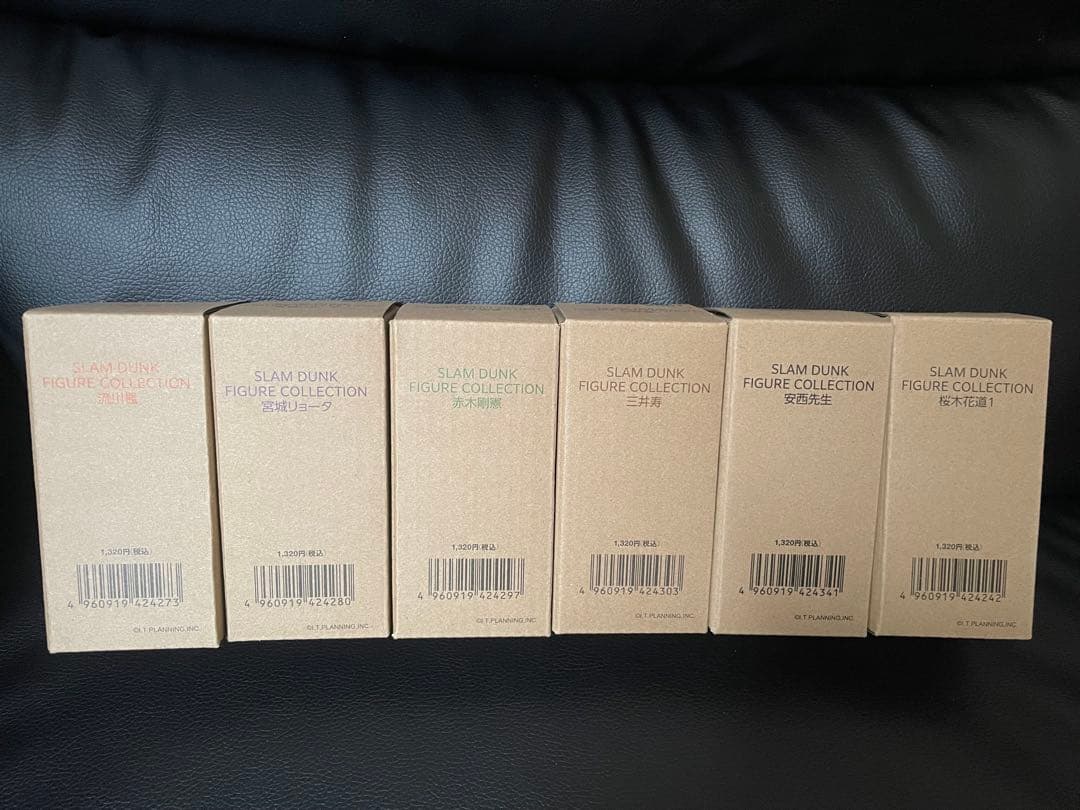 SLAM DUNK
FIGURE COLLECTION
流川楓
1,320円(税込)
4 960919 424273
©I.T.PLANNING,INC.
SLAM DUNK
FIGURE COLLECTION
宮城リョータ
1,320円(税込)
4 960919 424280
©I.T.PLANNING,INC.
SLAM DUNK
FIGURE COLLECTION
赤木剛憲
1,320円(税込)
4 960919 424297
©I.T.PLANNING,INC.
SLAM DUNK
FIGURE COLLECTION
三井寿
1,320円(税込)
4 960919 424303
©I.T.PLANNING,INC.
SLAM DUNK
FIGURE COLLECTION
安西先生
1,320円(税込)
4 960919 424341
©I.T.PLANNING,INC.
SLAM DUNK
FIGURE COLLECTION
桜木花道1
1,320円(税込)
4 960919 424242
©I.T.PLANNING,INC.